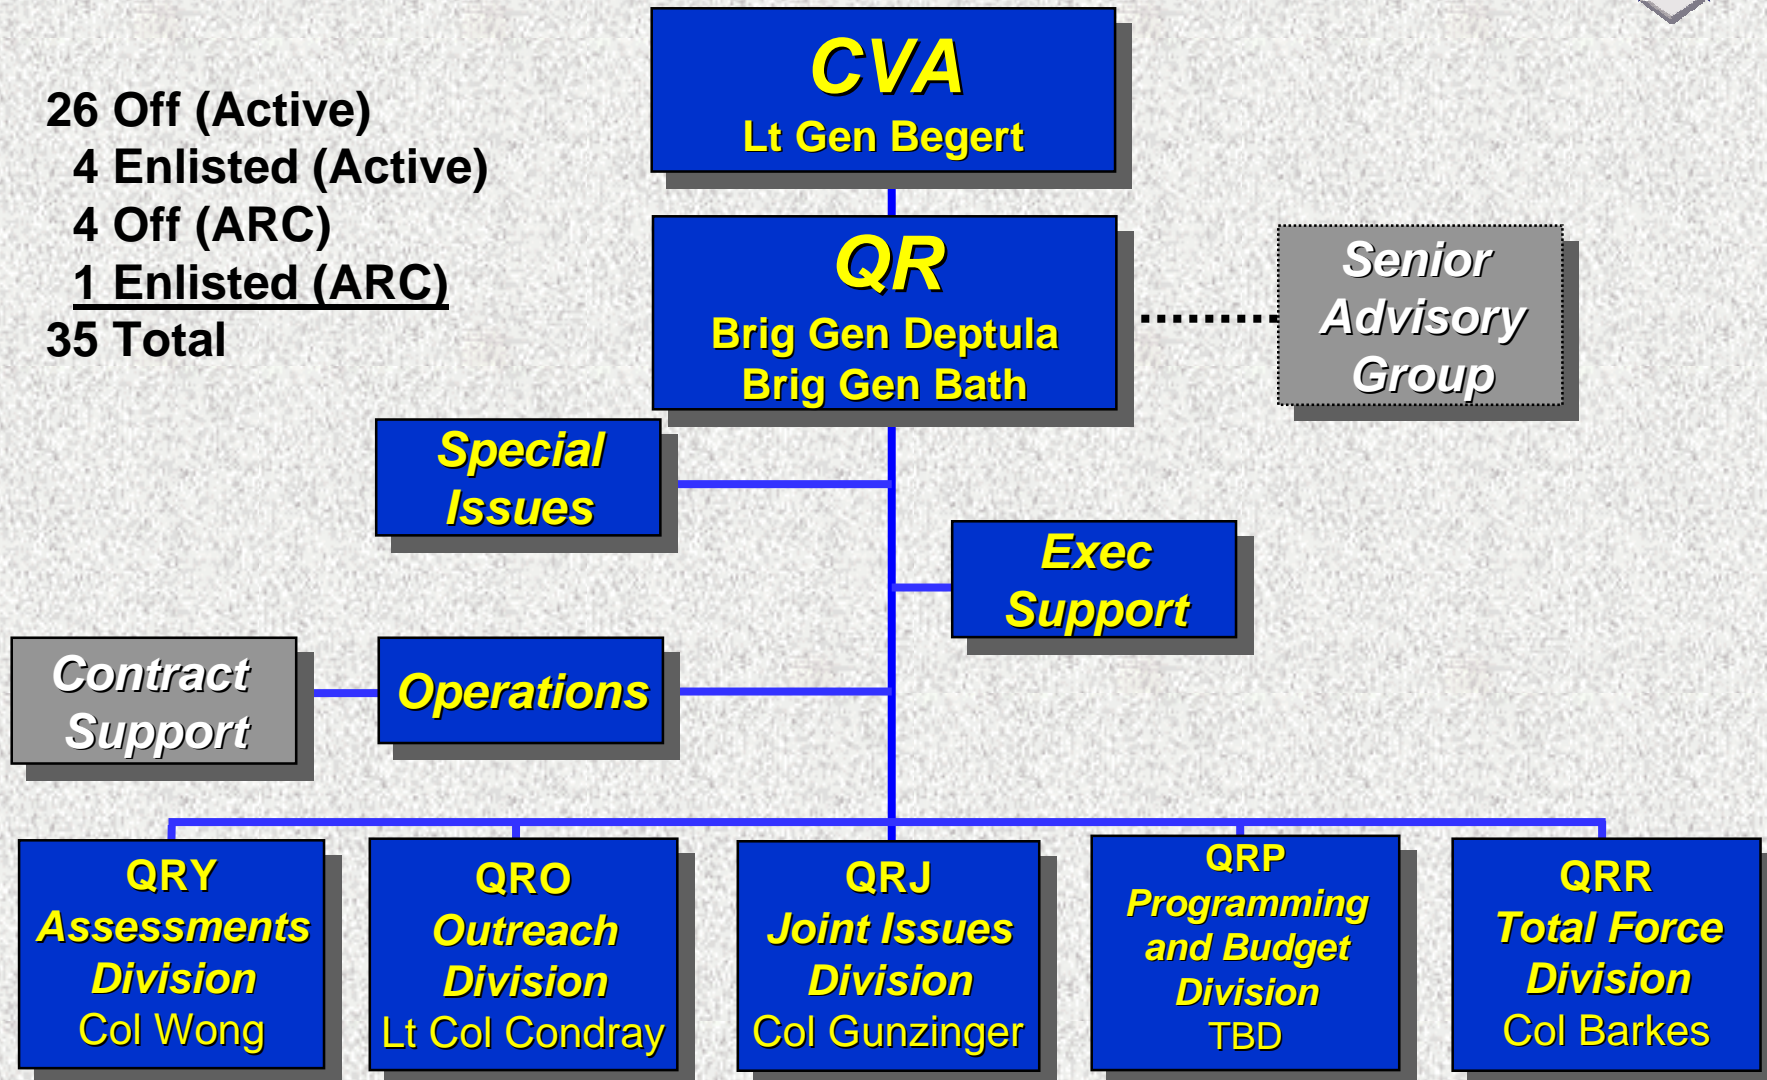 26 Off (Active)
4 Enlisted (Active)
4 Off (ARC)
1 Enlisted (ARC)
35 Total
CVA
Lt Gen Begert
QR
Brig Gen Deptula
Brig Gen Bath
Senior
Advisory
Group
Special
Issues
Exec
Support
Contract
Support
Operations
QRY
Assessments
Division
Col Wong
QRO
Outreach
Division
Lt Col Condray
QRJ
Joint Issues
Division
Col Gunzinger
QRP
Programming
and Budget
Division
TBD
QRR
Total Force
Division
Col Barkes